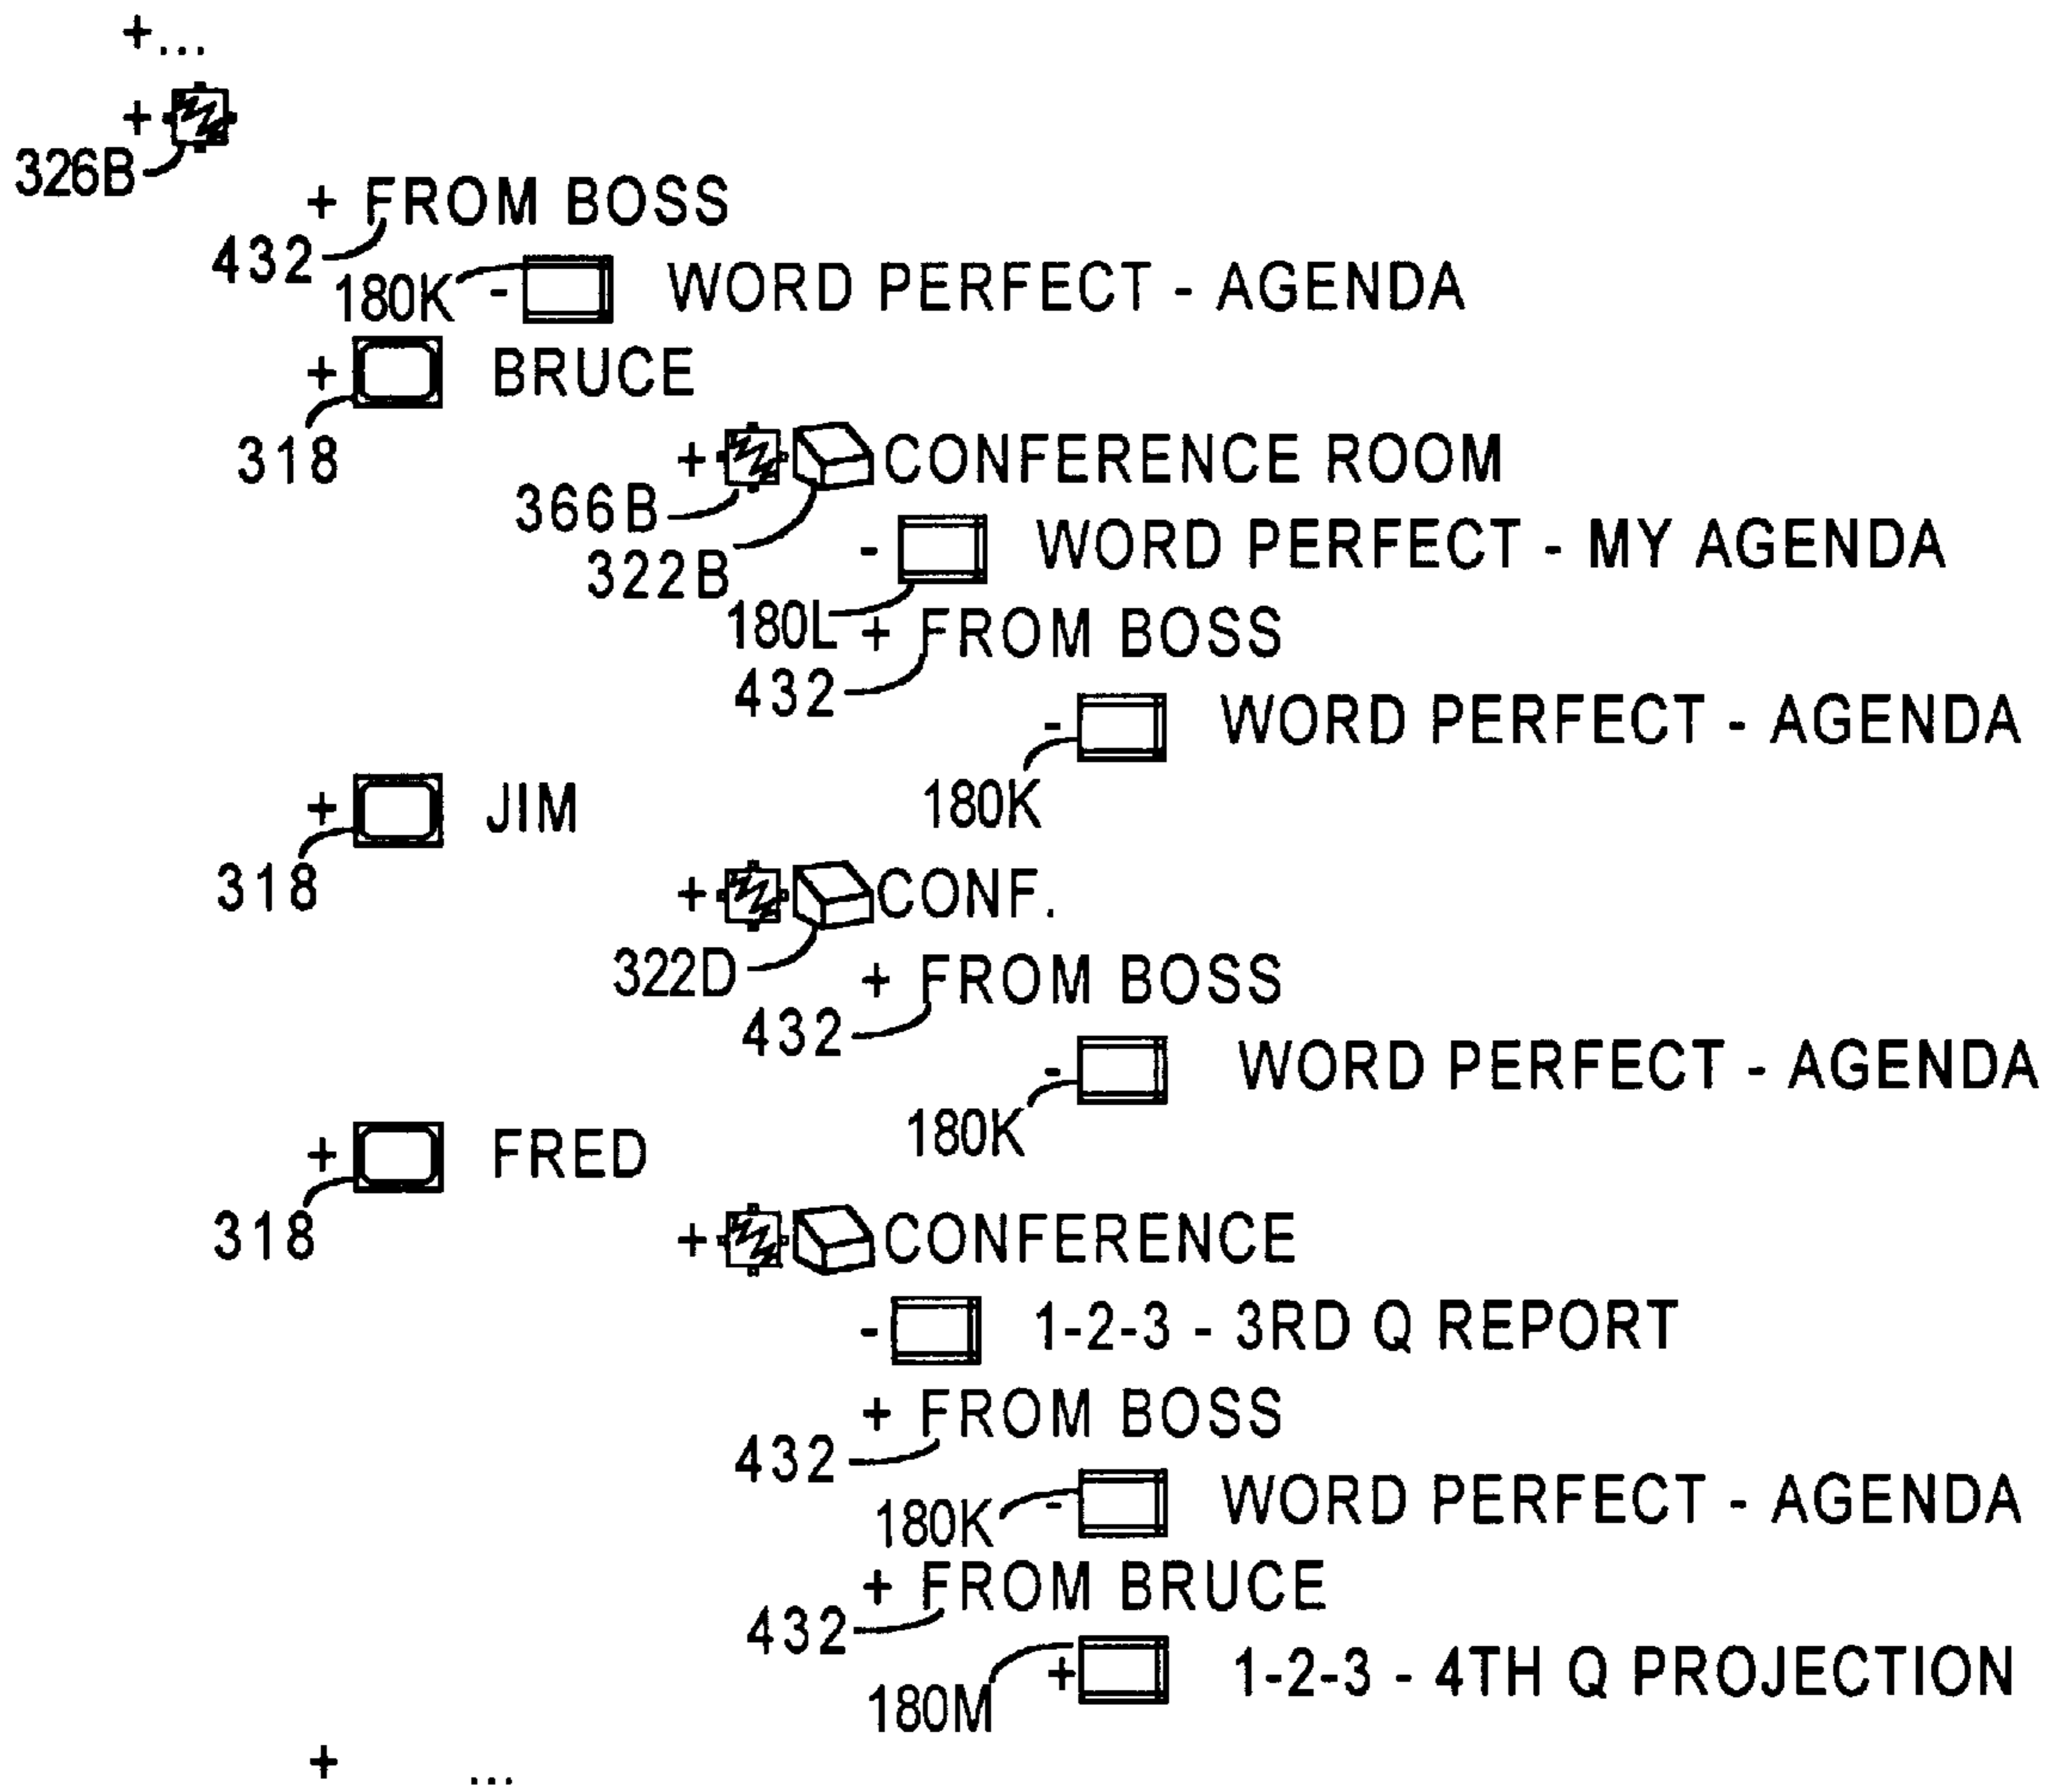 +...
+
326B
+ FROM BOSS
432
180K - WORD PERFECT - AGENDA
+ BRUCE
318
+ CONFERENCE ROOM
366B
322B
- WORD PERFECT - MY AGENDA
180L
+ FROM BOSS
432
- WORD PERFECT - AGENDA
180K
+ JIM
318
+ CONF.
322D
+ FROM BOSS
432
- WORD PERFECT - AGENDA
180K
+ FRED
318
+ CONFERENCE
- 1-2-3 - 3RD Q REPORT
+ FROM BOSS
432
180K - WORD PERFECT - AGENDA
+ FROM BRUCE
432
+ 1-2-3 - 4TH Q PROJECTION
180M
+ ...